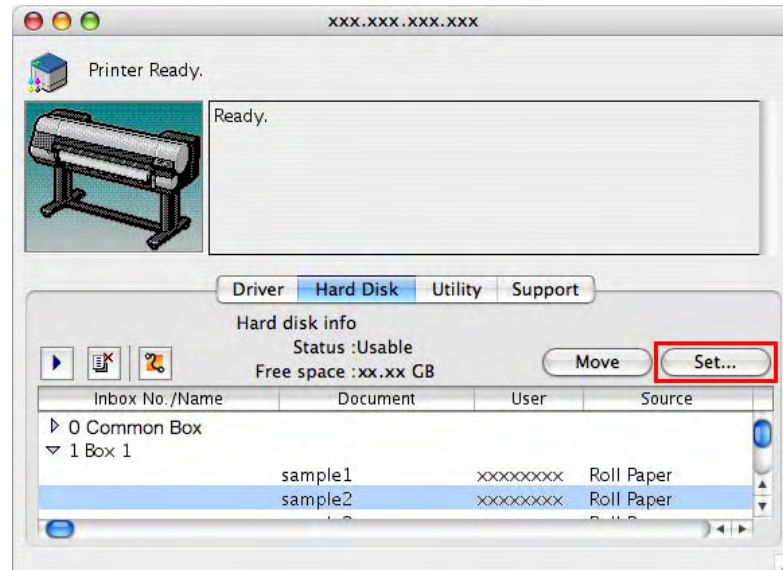 xxx.xxx.xxx.xxx
Printer Ready.
Ready.
Driver Hard Disk Utility Support
Hard disk info
Status :Usable
Free space :xx.xx GB
Move Set...
Inbox No./Name Document User Source
0 Common Box
1 Box 1
sample1 xxxxxxxx Roll Paper
sample2 xxxxxxxx Roll Paper